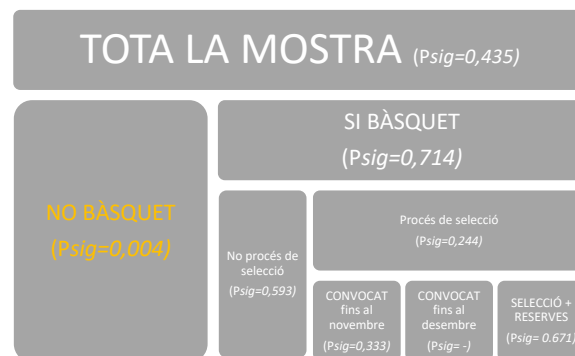 TOTA LA MOSTRA (Psig=0,435)
SI BÀSQUET
(Psig=0,714)
NO BÀSQUET
(Psig=0,004)
No procés de
selecció
(Psig=0,593)
Procés de selecció
(Psig=0,244)
CONVOCAT
fins al
novembre
(Psig=0,333)
CONVOCAT
fins al
desembre
(Psig= -)
SELECCIÓ +
RESERVES
(Psig= 0.671)